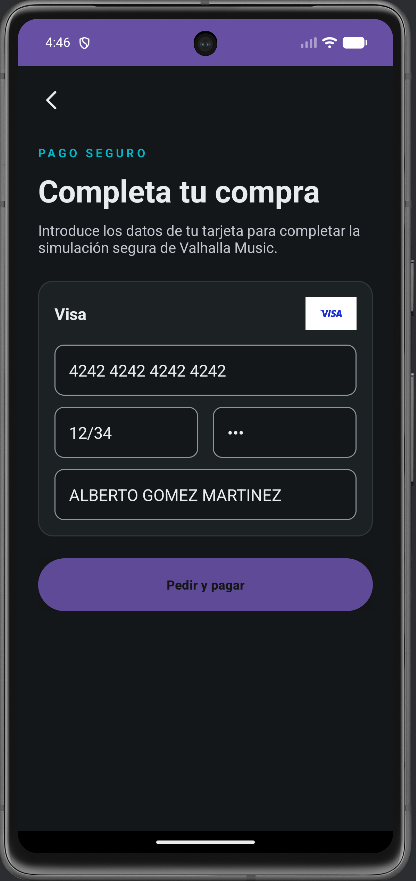 4:46
PAGO SEGURO
Completa tu compra
Introduce los datos de tu tarjeta para completar la
simulación segura de Valhalla Music.
Visa
VISA
4242 4242 4242 4242
12/34
•••
ALBERTO GOMEZ MARTINEZ
Pedir y pagar